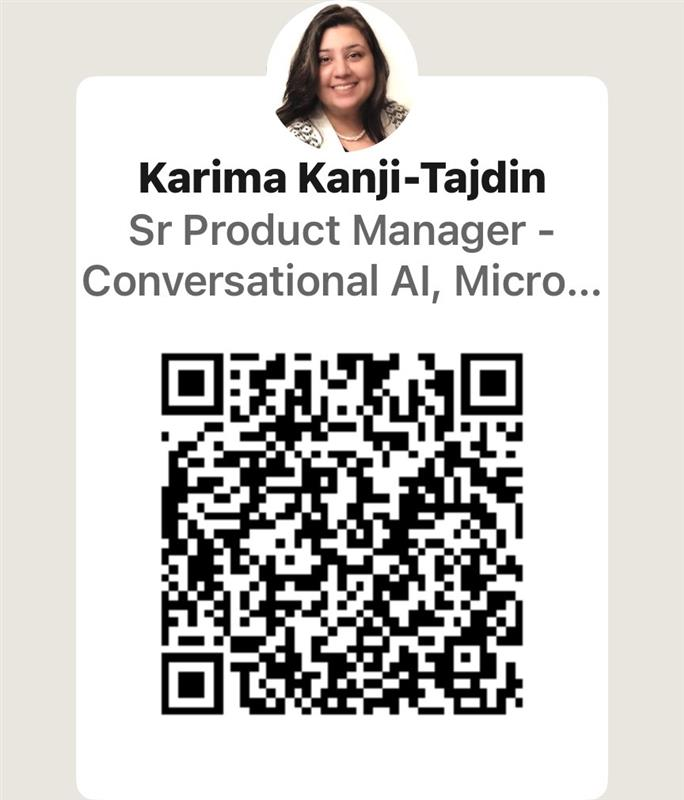 Karima Kanji-Tajdin
Sr Product Manager -
Conversational AI, Micro...